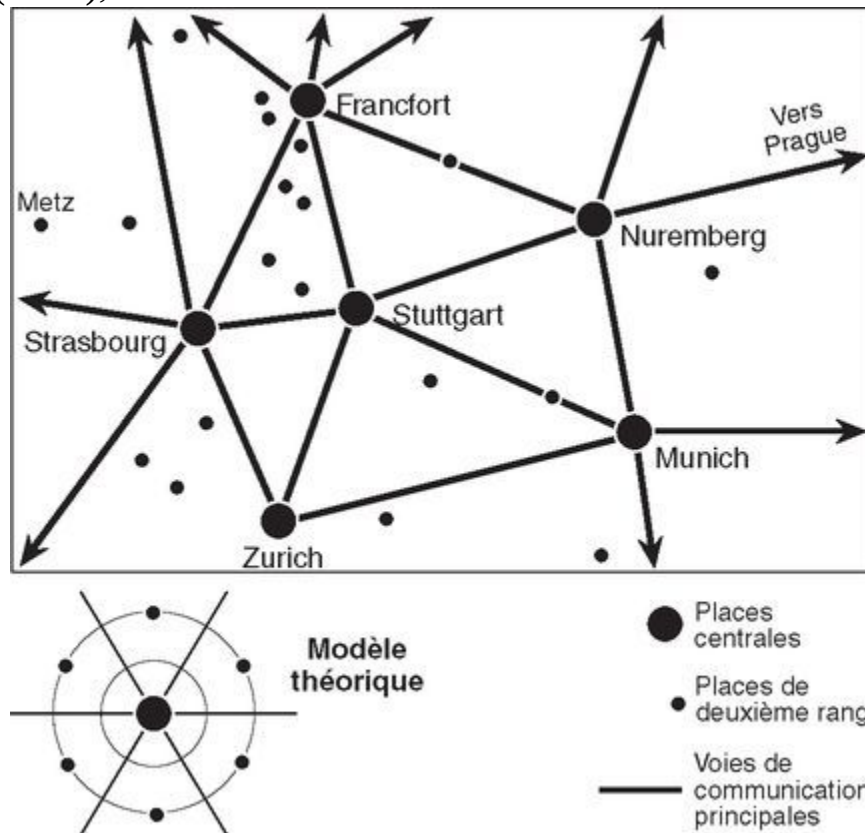 Francfort
Vers
Prague
Metz
Nuremberg
Stuttgart
Strasbourg
Munich
Zurich
Modèle
théorique
Places
centrales
Places de
deuxième rang
Voies de
communication
principales